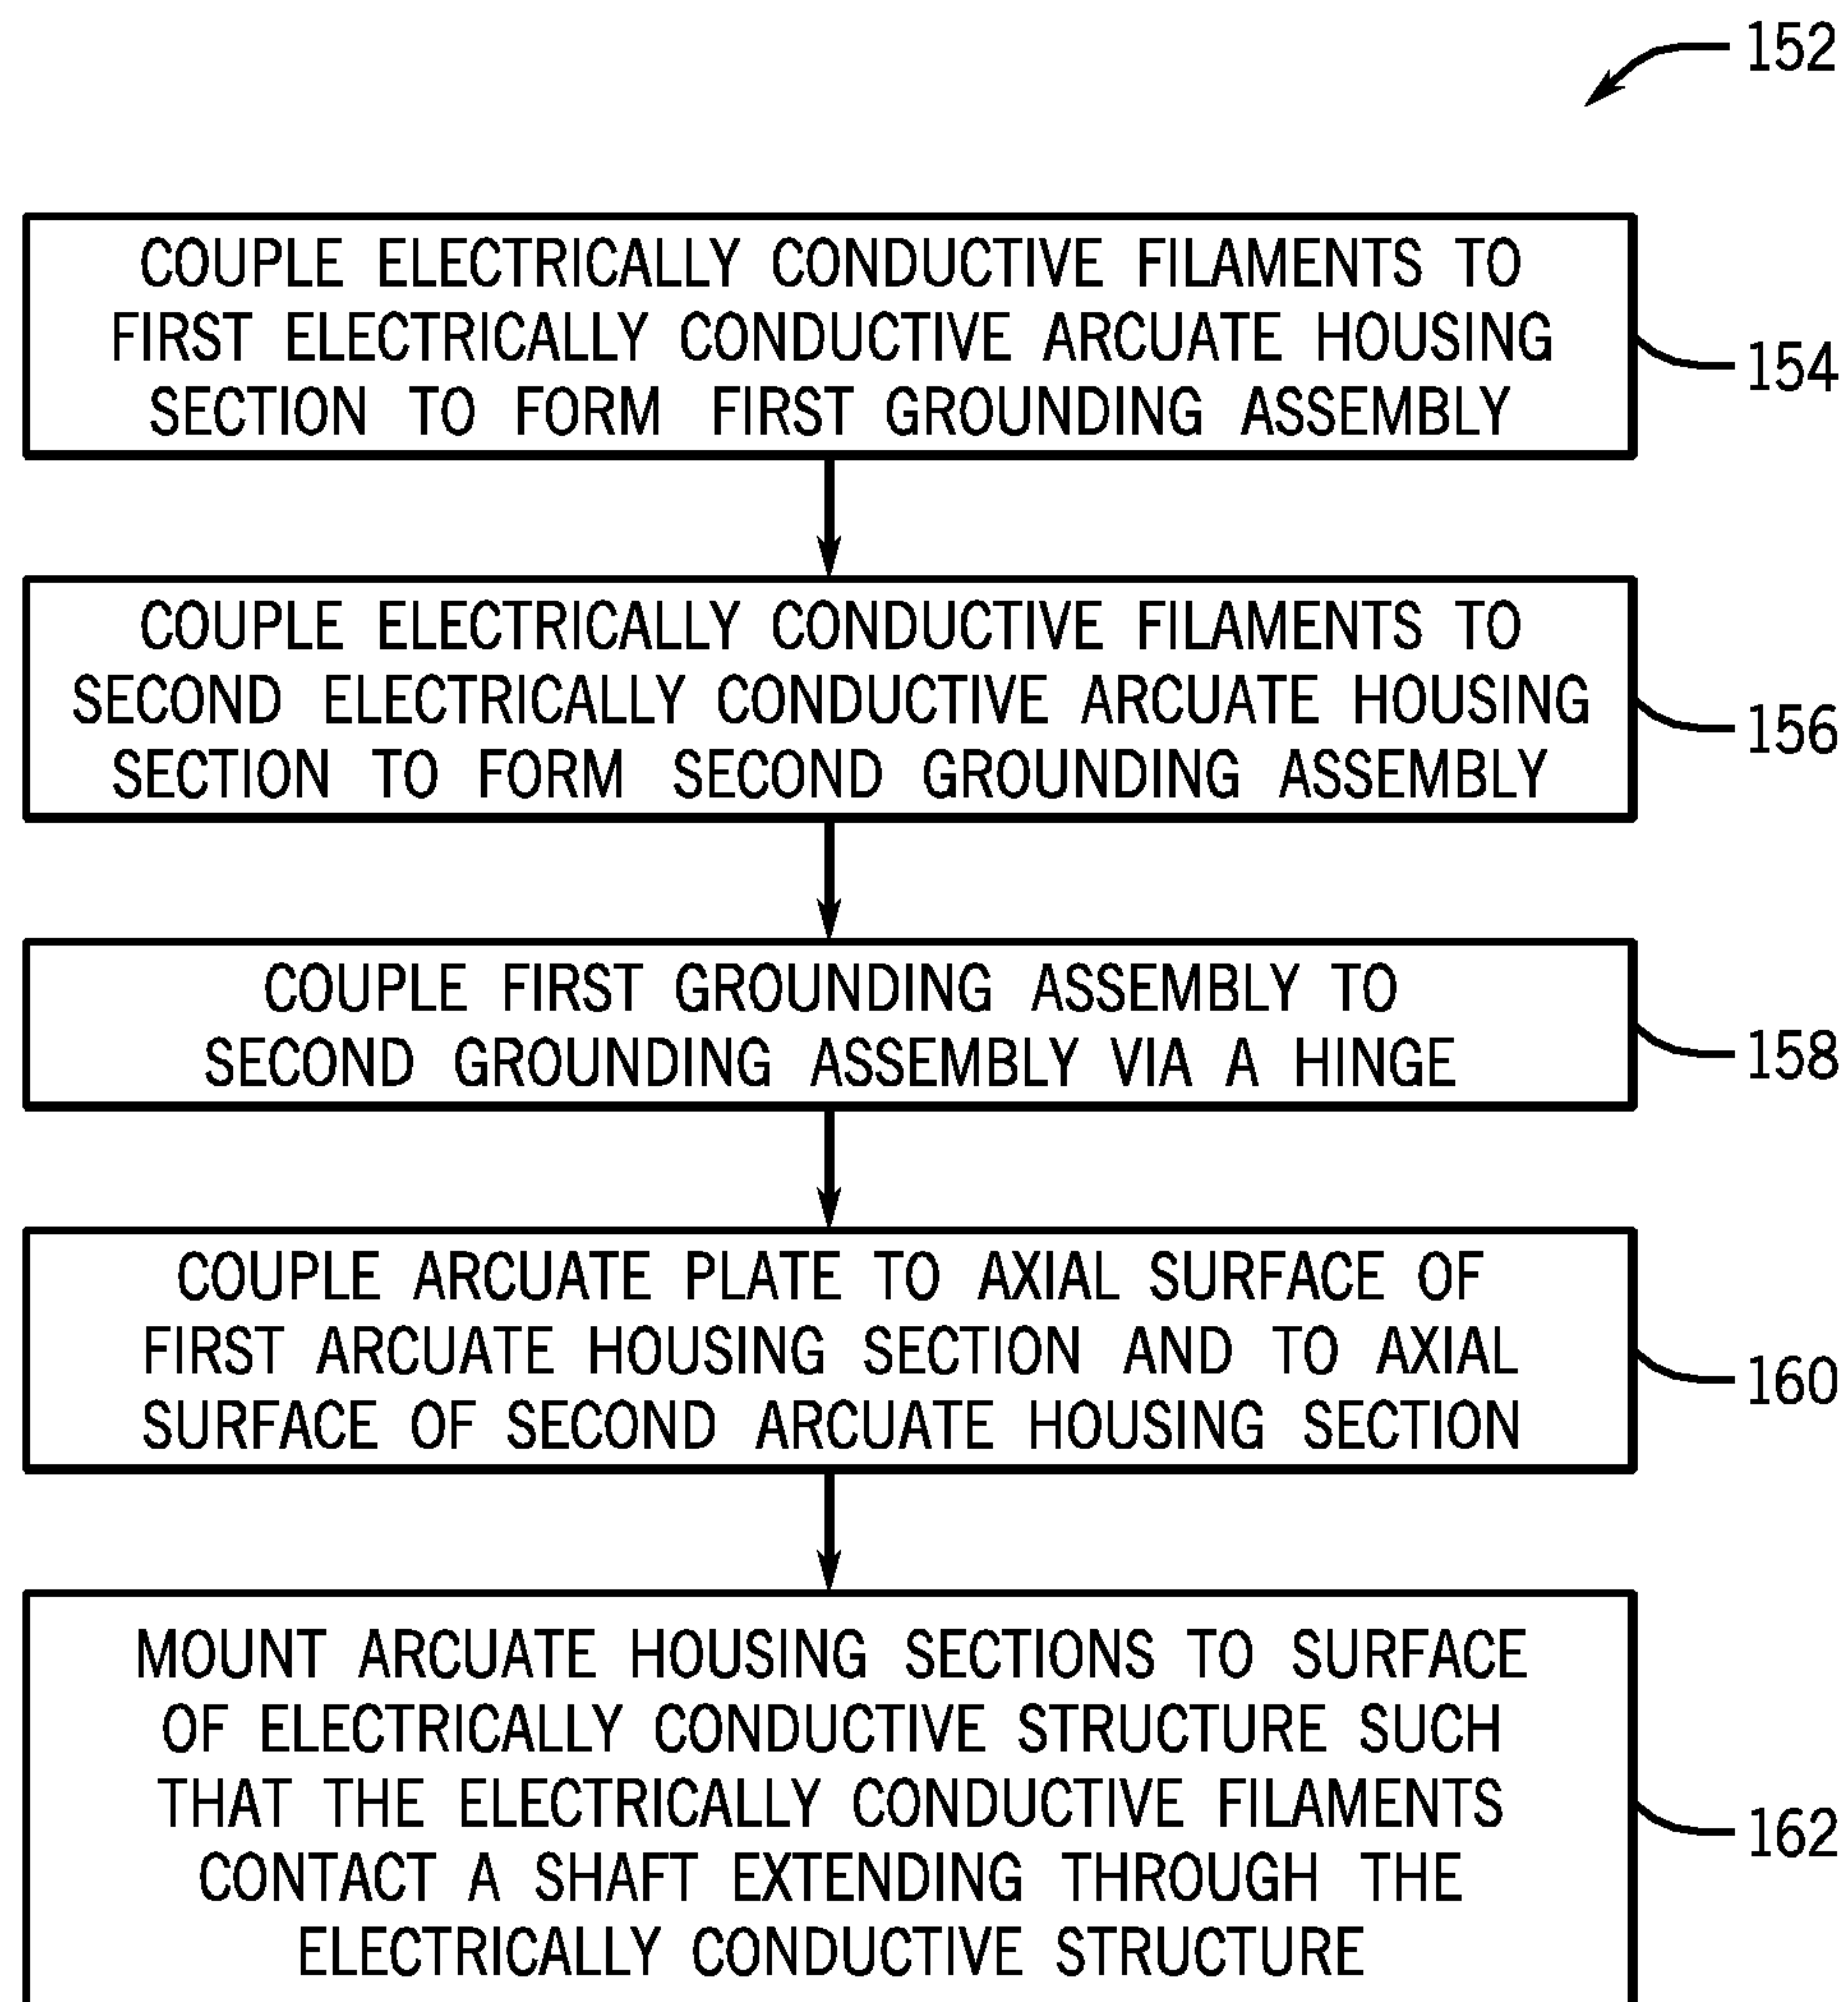 152
COUPLE ELECTRICALLY CONDUCTIVE FILAMENTS TO
FIRST ELECTRICALLY CONDUCTIVE ARCUATE HOUSING
SECTION TO FORM FIRST GROUNDING ASSEMBLY
154
COUPLE ELECTRICALLY CONDUCTIVE FILAMENTS TO
SECOND ELECTRICALLY CONDUCTIVE ARCUATE HOUSING
SECTION TO FORM SECOND GROUNDING ASSEMBLY
156
COUPLE FIRST GROUNDING ASSEMBLY TO
SECOND GROUNDING ASSEMBLY VIA A HINGE
158
COUPLE ARCUATE PLATE TO AXIAL SURFACE OF
FIRST ARCUATE HOUSING SECTION AND TO AXIAL
SURFACE OF SECOND ARCUATE HOUSING SECTION
160
MOUNT ARCUATE HOUSING SECTIONS TO SURFACE
OF ELECTRICALLY CONDUCTIVE STRUCTURE SUCH
THAT THE ELECTRICALLY CONDUCTIVE FILAMENTS
CONTACT A SHAFT EXTENDING THROUGH THE
ELECTRICALLY CONDUCTIVE STRUCTURE
162